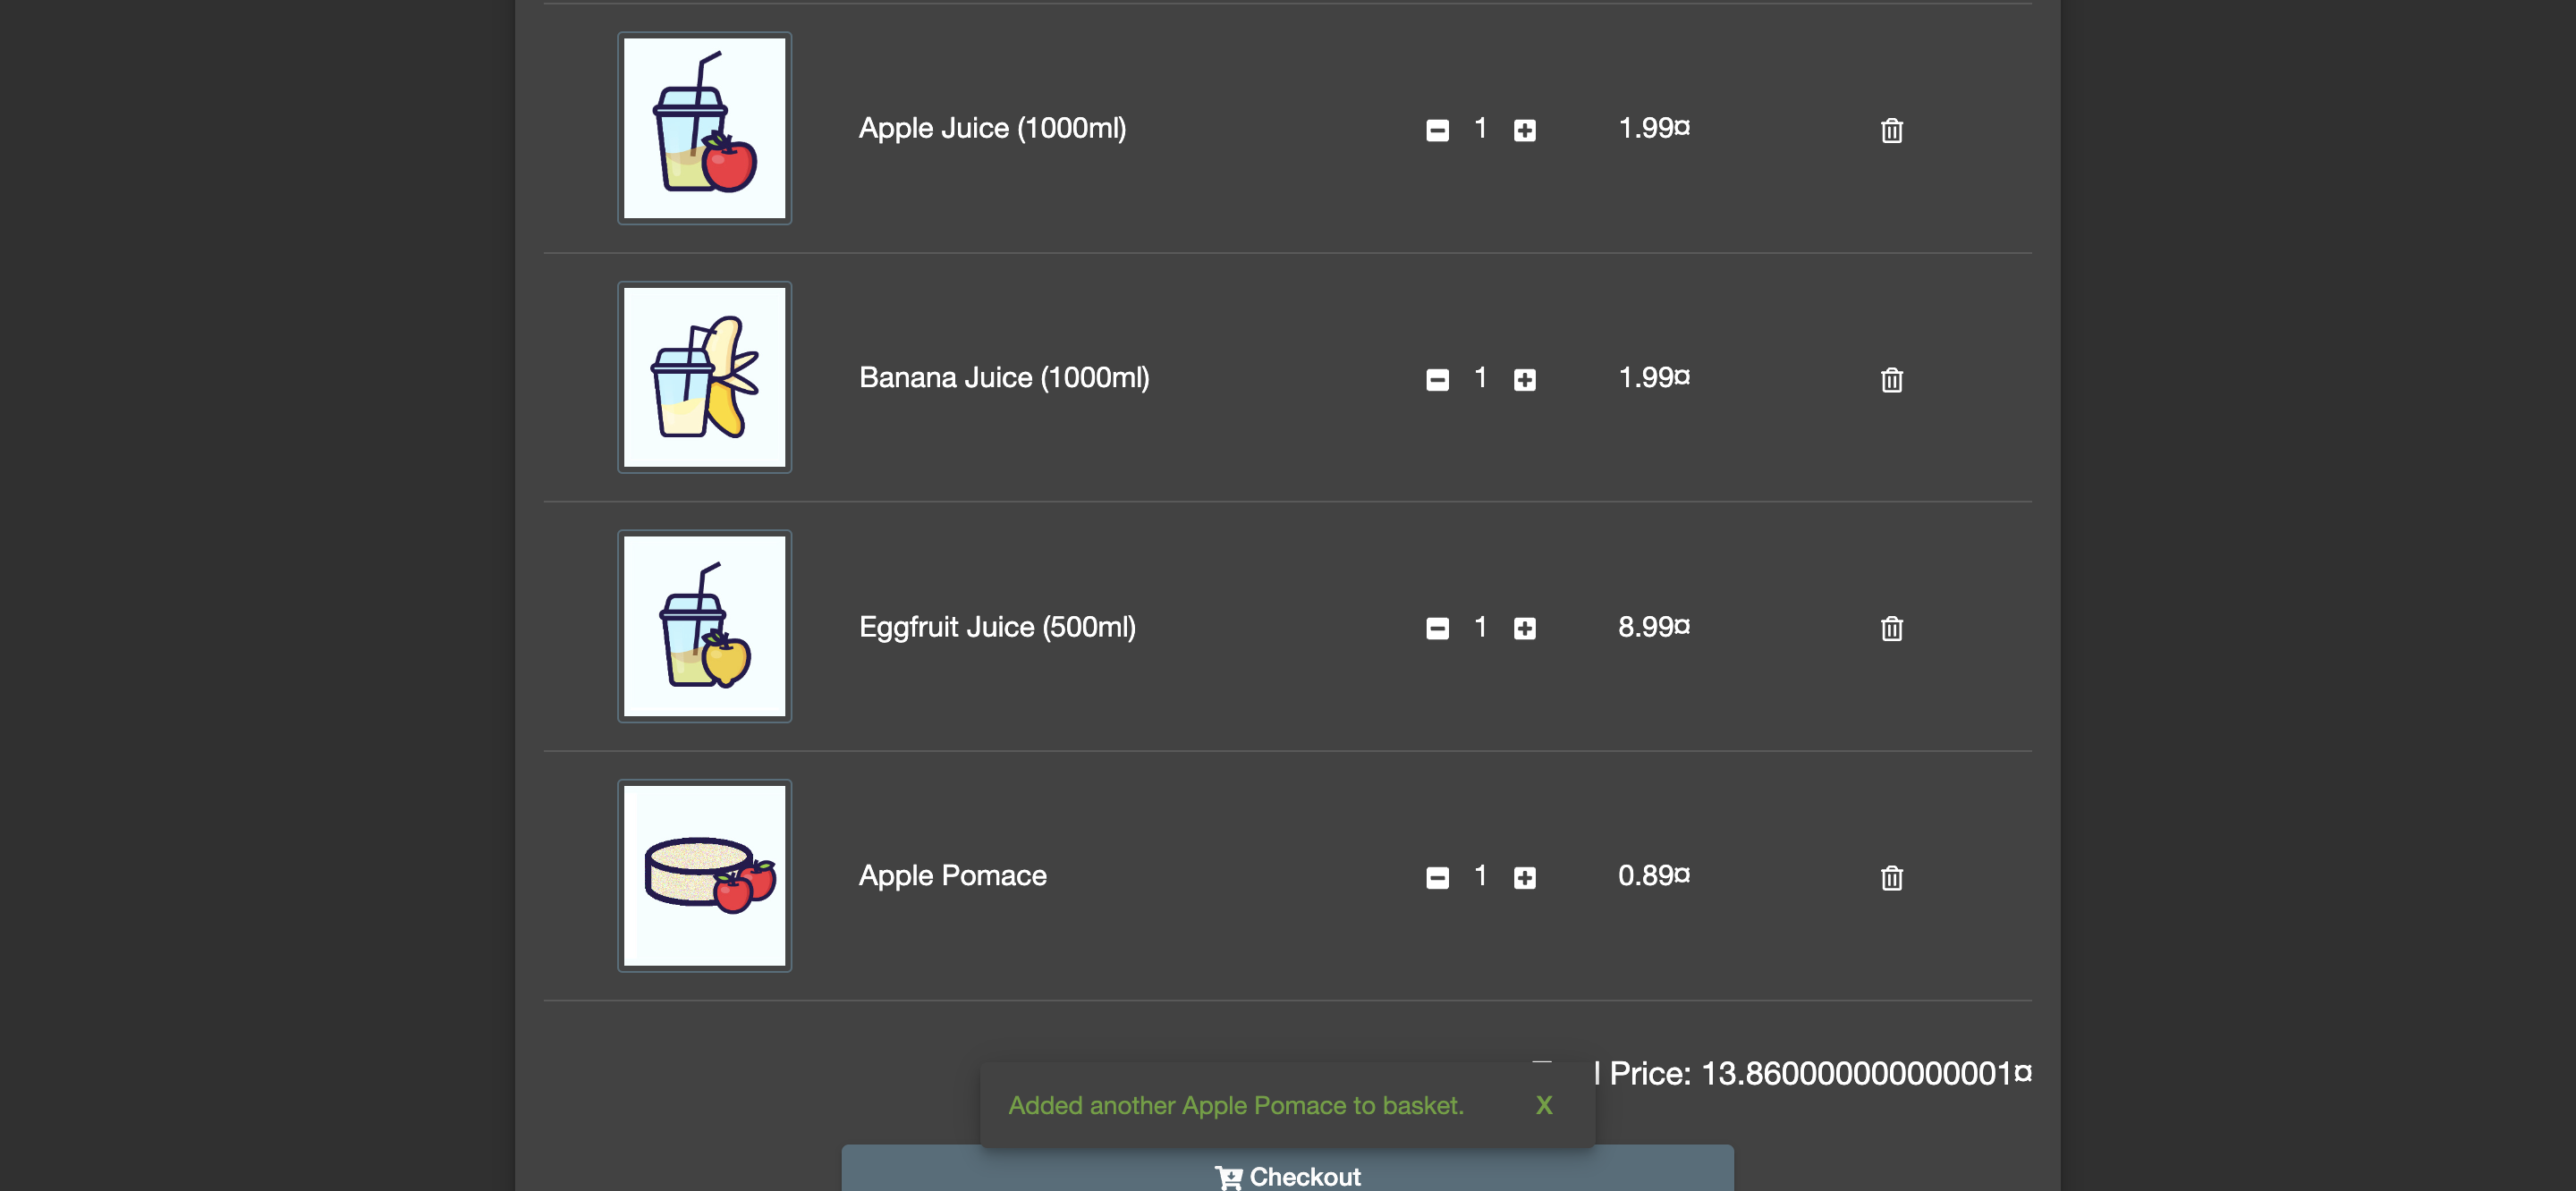 Apple Juice (1000ml) 1 1.99¤
Banana Juice (1000ml) 1 1.99¤
Eggfruit Juice (500ml) 1 8.99¤
Apple Pomace 1 0.89¤
Price: 13.860000000000001¤
Added another Apple Pomace to basket. X
Checkout